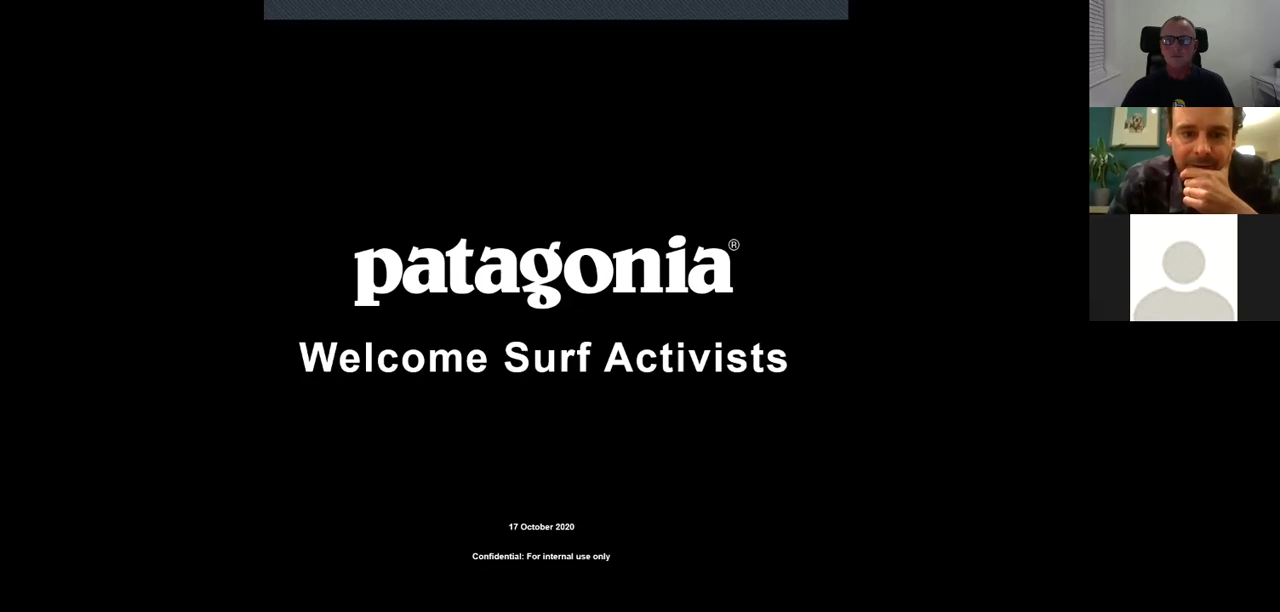 patagonia®
Welcome Surf Activists
17 October 2020
Confidential: For internal use only